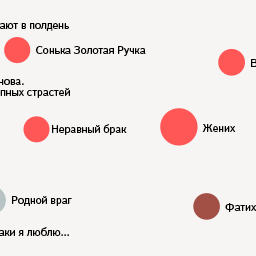 ают в полдень
Сонька Золотая Ручка
В
нова.
пных страстей
Неравный брак
Жених
Родной враг
Фатих
аки я люблю...